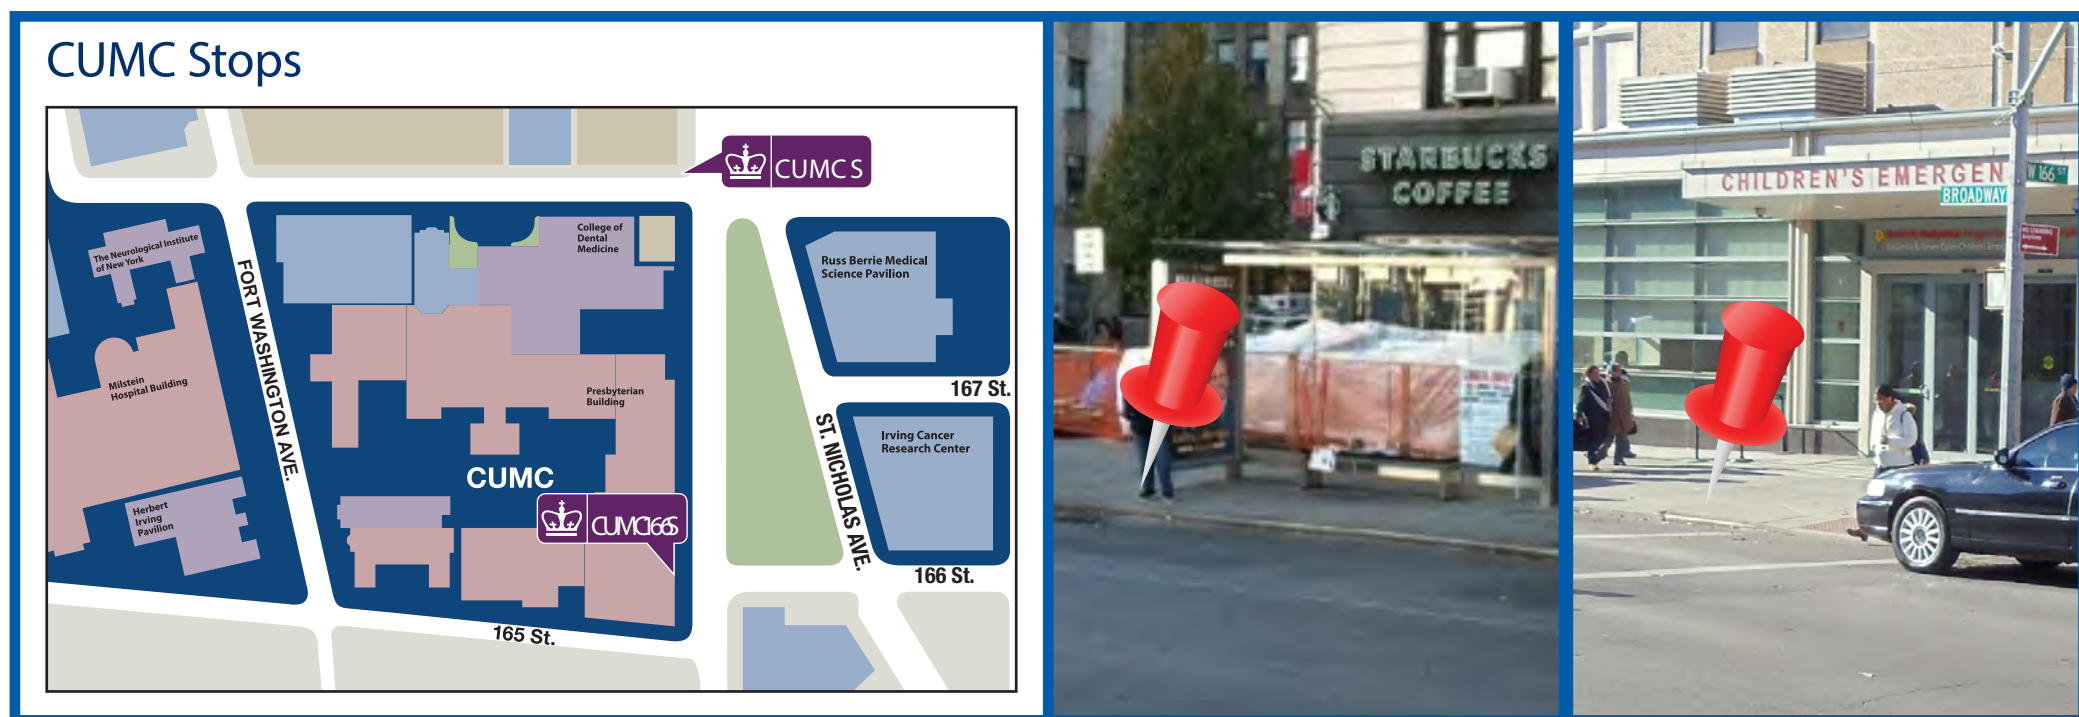 CUMC Stops
CUMC S
The Neurological Institute
of New York
College of
Dental
Medicine
Russ Berrie Medical
Science Pavilion
FORT WASHINGTON AVE.
167 St.
Milstein
Hospital Building
Presbyterian
Building
ST. NICHOLAS AVE.
Irving Cancer
Research Center
CUMC
Herbert
Irving
Pavilion
CUMC166S
166 St.
165 St.
STARBUCKS
COFFEE
CHILDREN'S EMERGEN
W 166 ST
BROADWAY